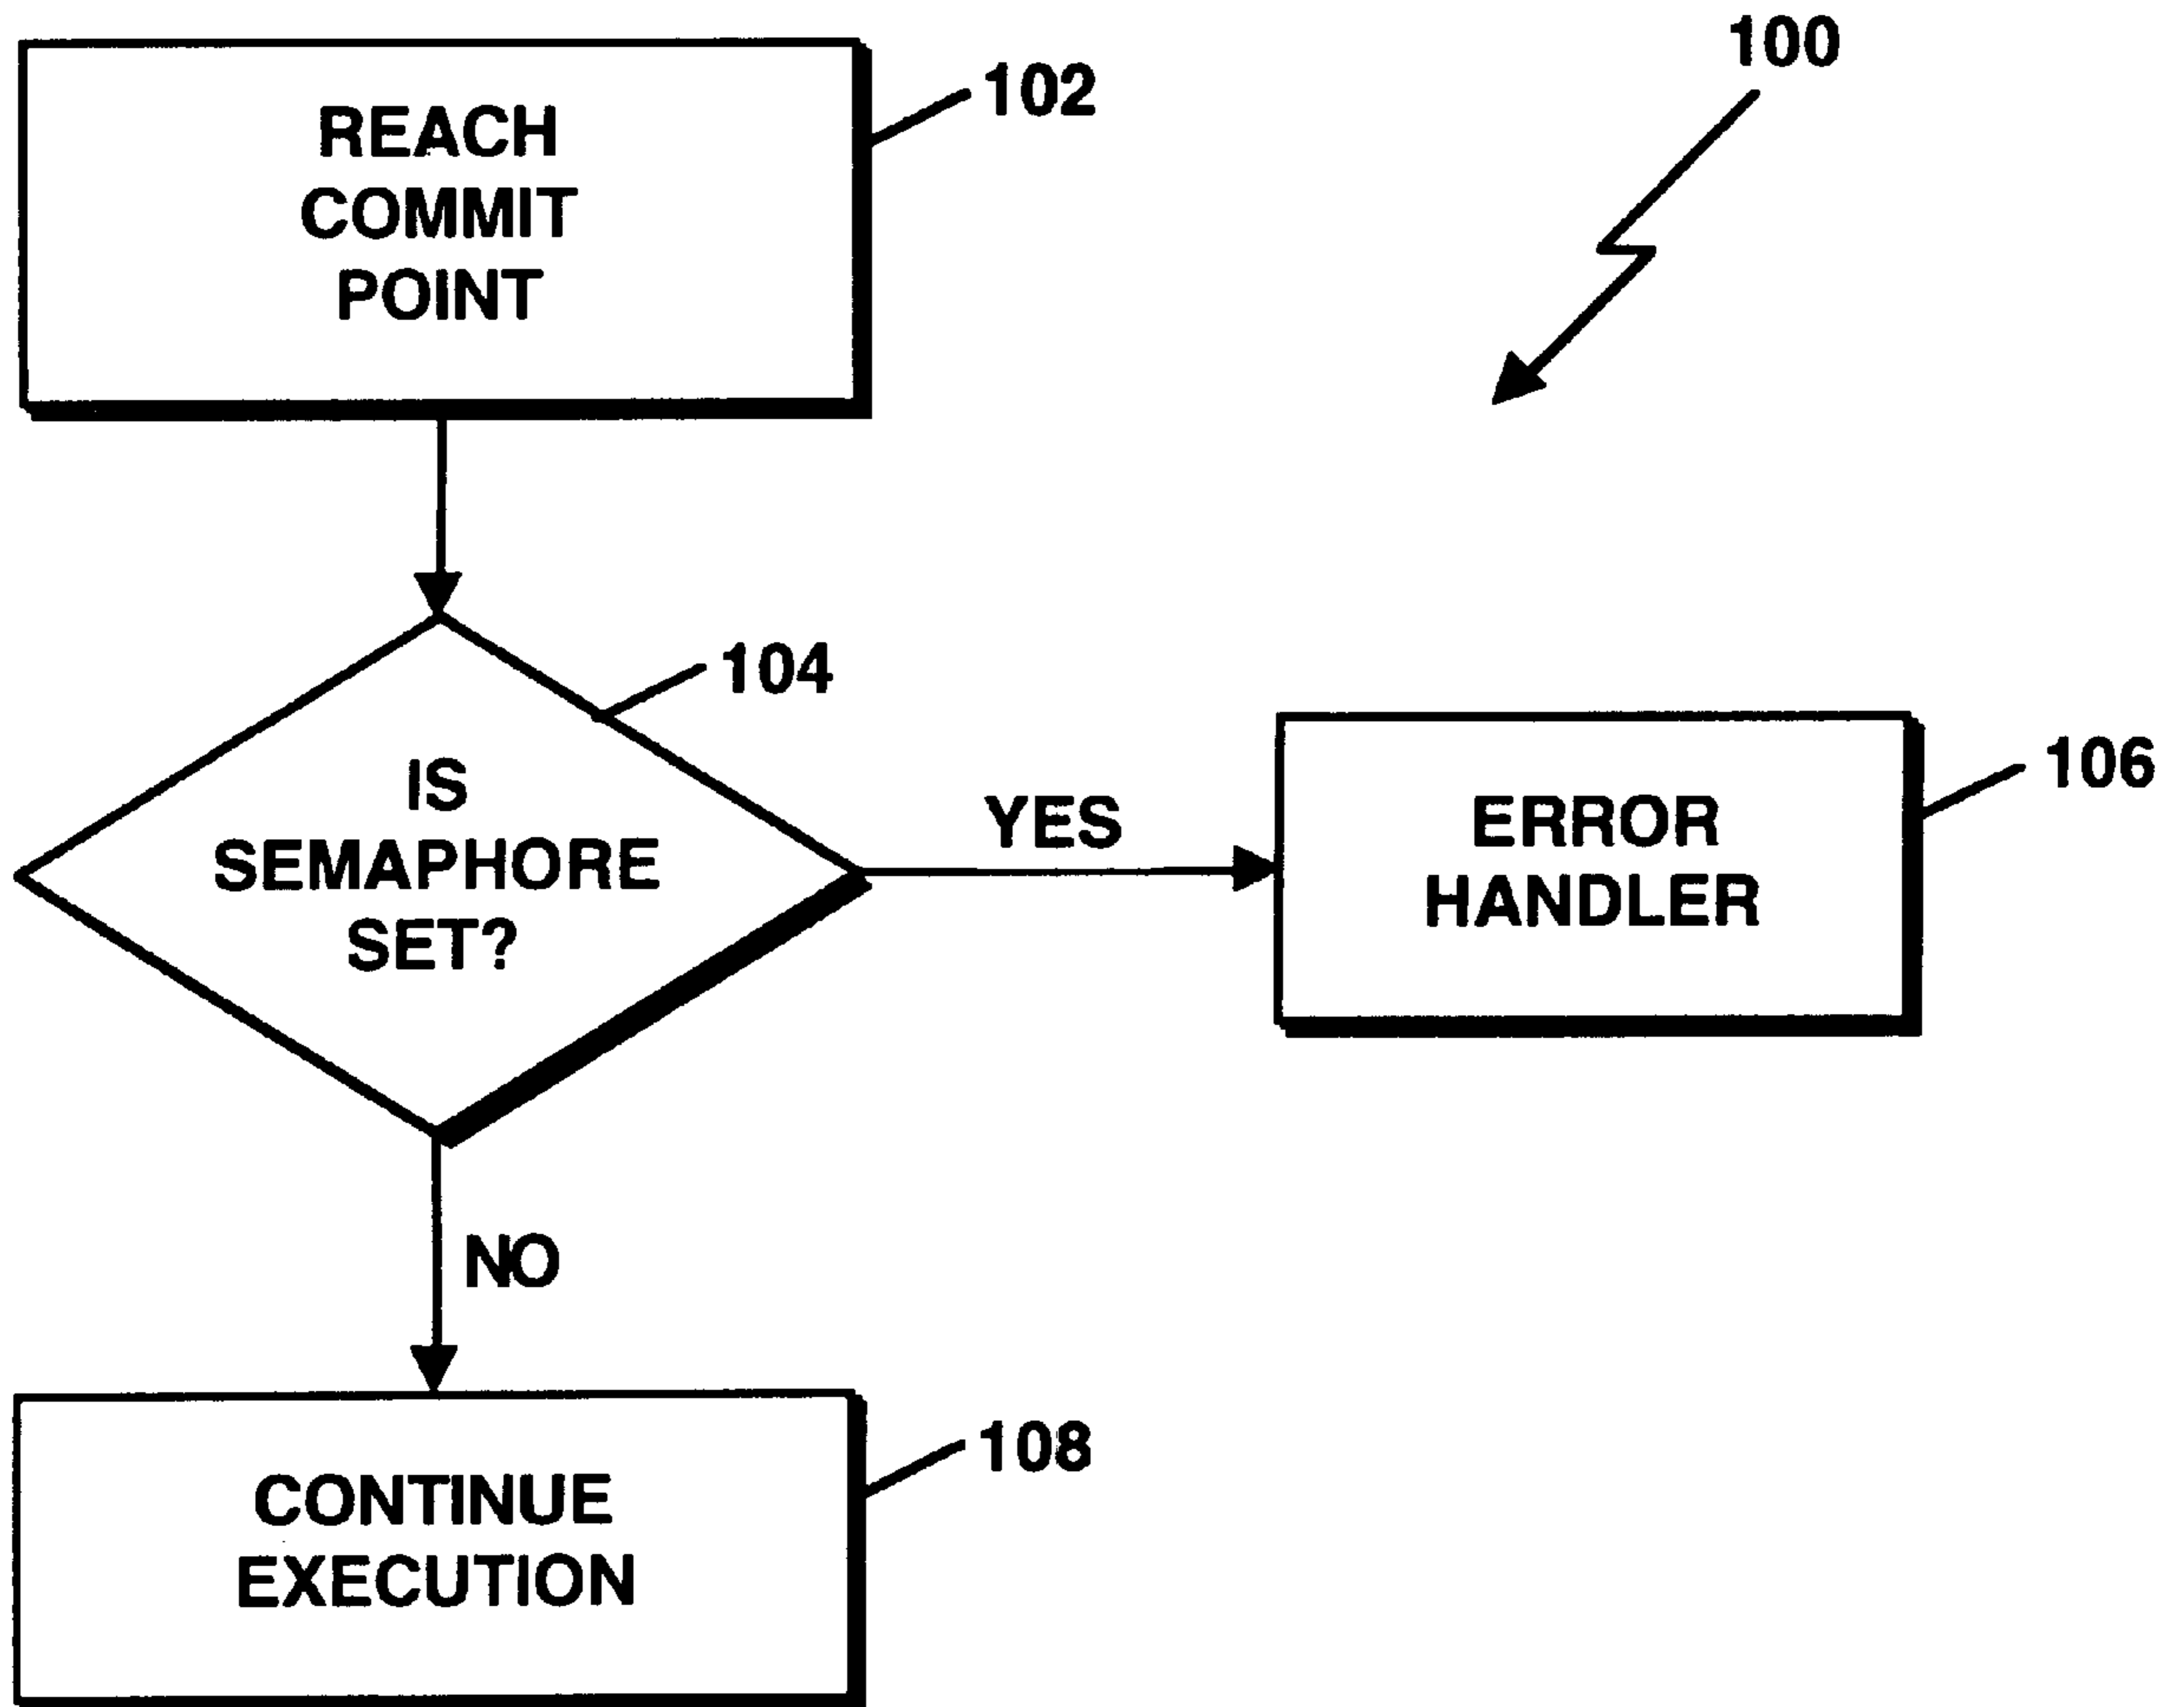 100
102
REACH
COMMIT
POINT
104
IS
SEMAPHORE
SET?
YES
106
ERROR
HANDLER
NO
108
CONTINUE
EXECUTION